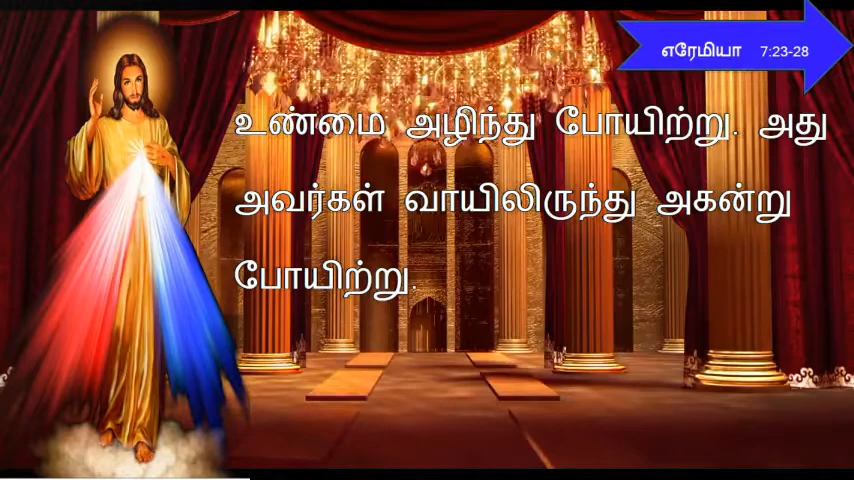 எரேமியா 7:23-28
உண்மை அழிந்து போயிற்று. அது
அவர்கள் வாயிலிருந்து அகன்று
போயிற்று.